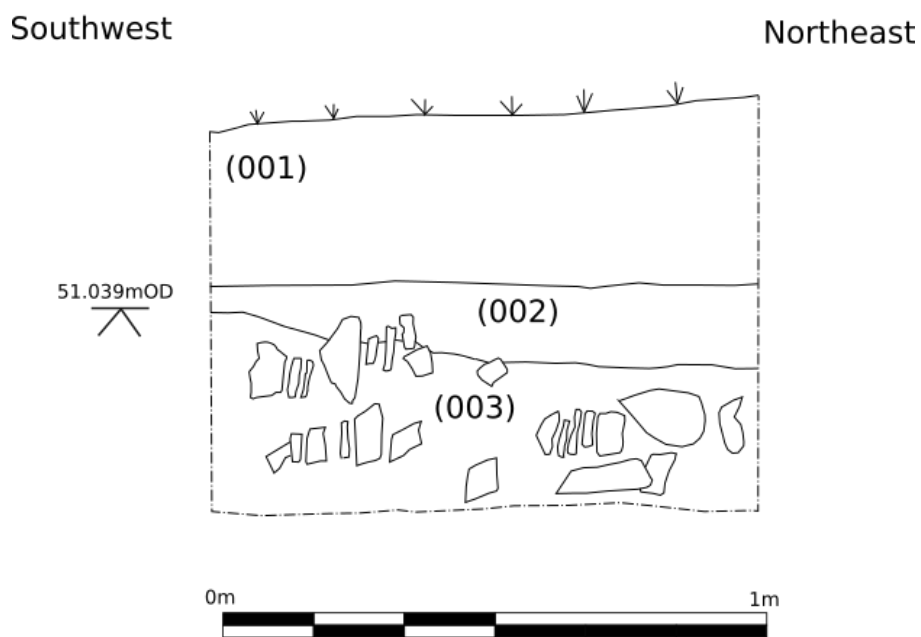 Southwest
Northeast
(001)
51.039mOD
(002)
(003)
0m
1m